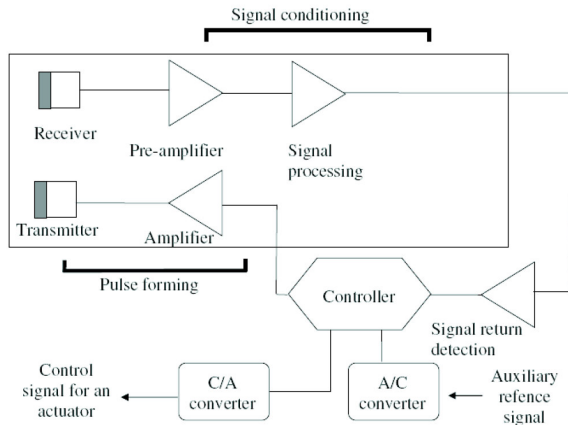 Signal conditioning
Receiver
Pre-amplifier
Signal
processing
Transmitter
Amplifier
Pulse forming
Controller
Signal return
detection
Control
signal for an
actuator
C/A
converter
A/C
converter
Auxiliary
refence
signal